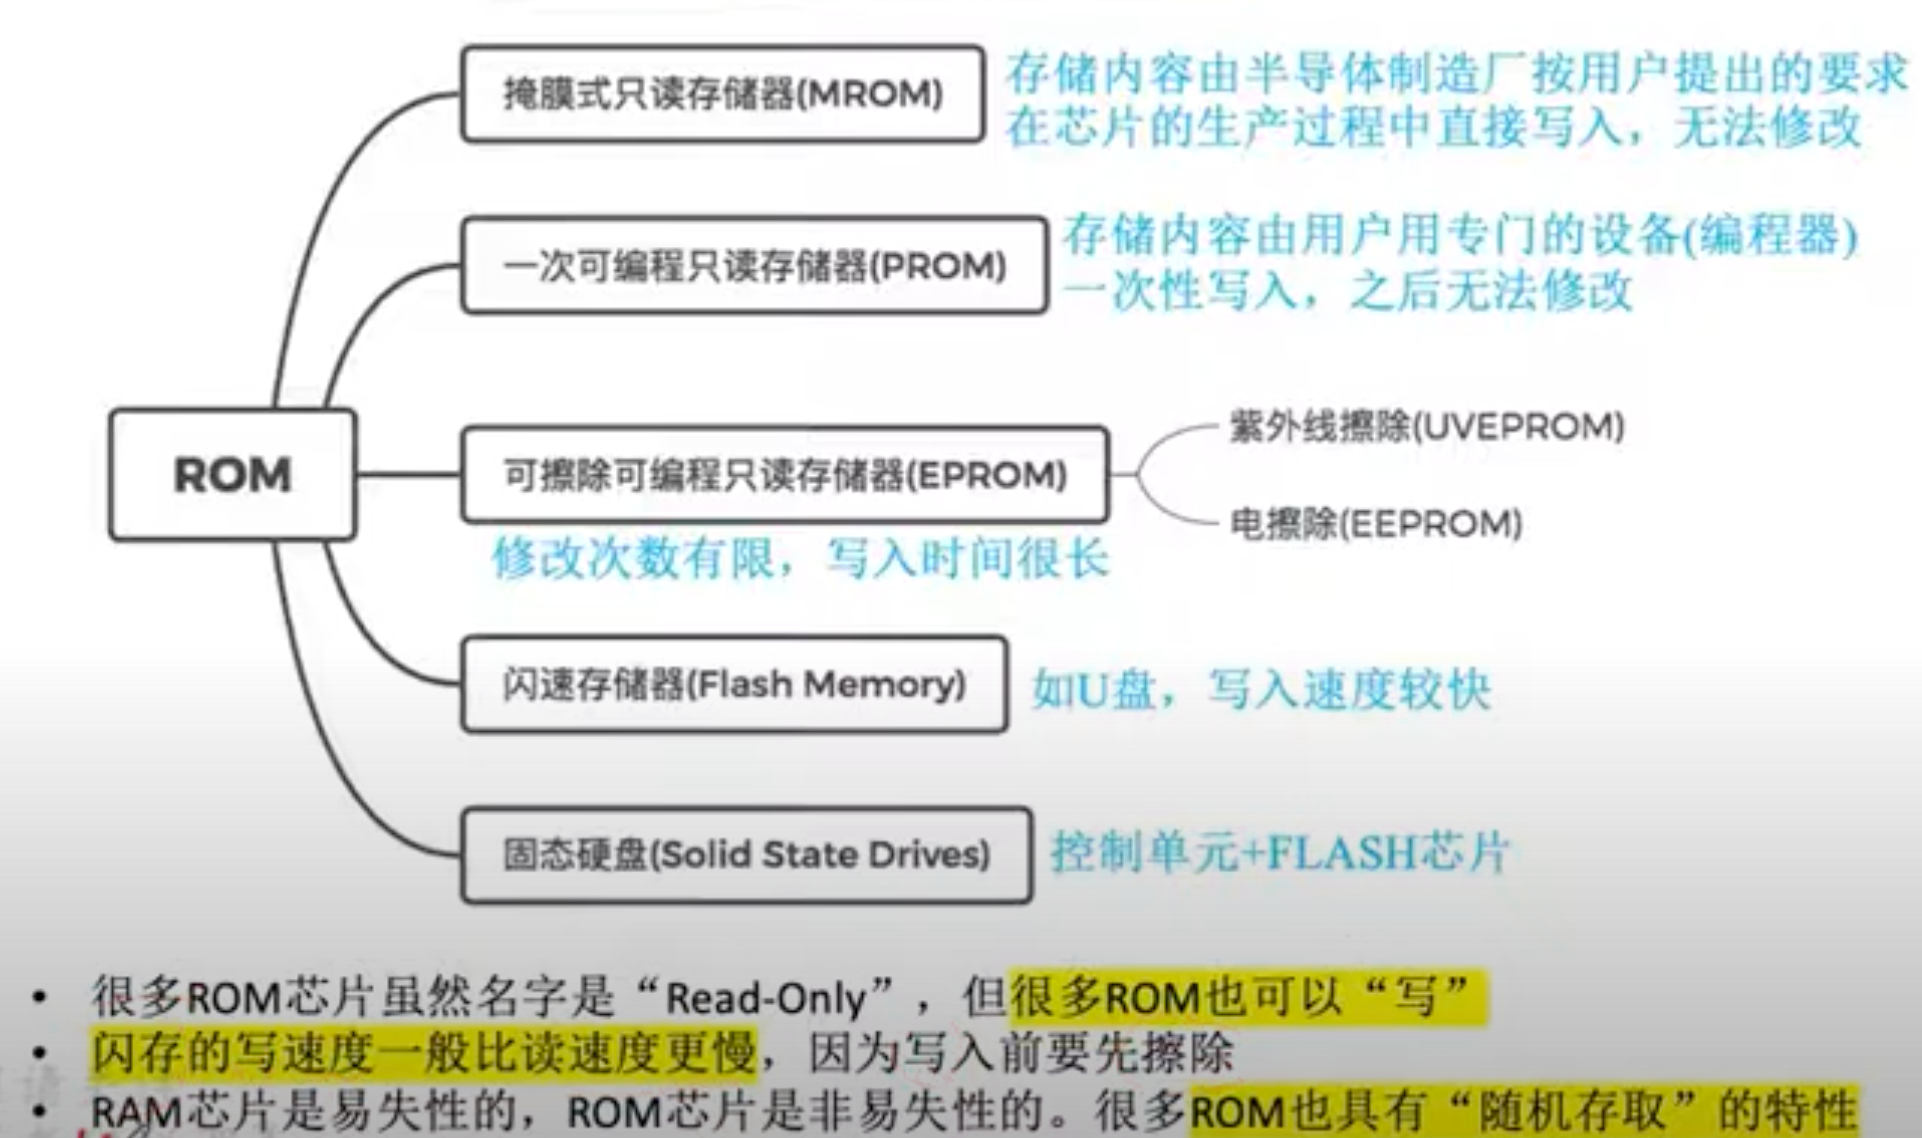 掩膜式只读存储器(MROM)
存储内容由半导体制造厂按用户提出的要求
在芯片的生产过程中直接写入，无法修改
一次可编程只读存储器(PROM)
存储内容由用户用专门的设备(编程器)
一次性写入，之后无法修改
ROM
可擦除可编程只读存储器(EPROM)
紫外线擦除(UVEPROM)
电擦除(EEPROM)
修改次数有限，写入时间很长
闪速存储器(Flash Memory)
如U盘，写入速度较快
固态硬盘(Solid State Drives)
控制单元+FLASH芯片
• 很多ROM芯片虽然名字是“Read-Only”，但很多ROM也可以“写”
• 闪存的写速度一般比读速度更慢，因为写入前要先擦除
• RAM芯片是易失性的，ROM芯片是非易失性的。很多ROM也具有“随机存取”的特性